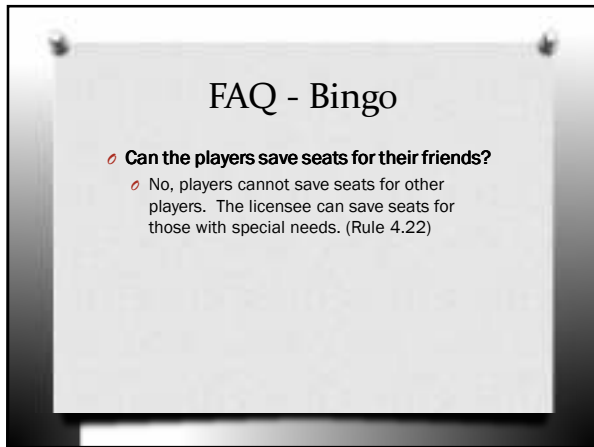 FAQ - Bingo
Can the players save seats for their friends?
No, players cannot save seats for other
players.  The licensee can save seats for
those with special needs. (Rule 4.22)